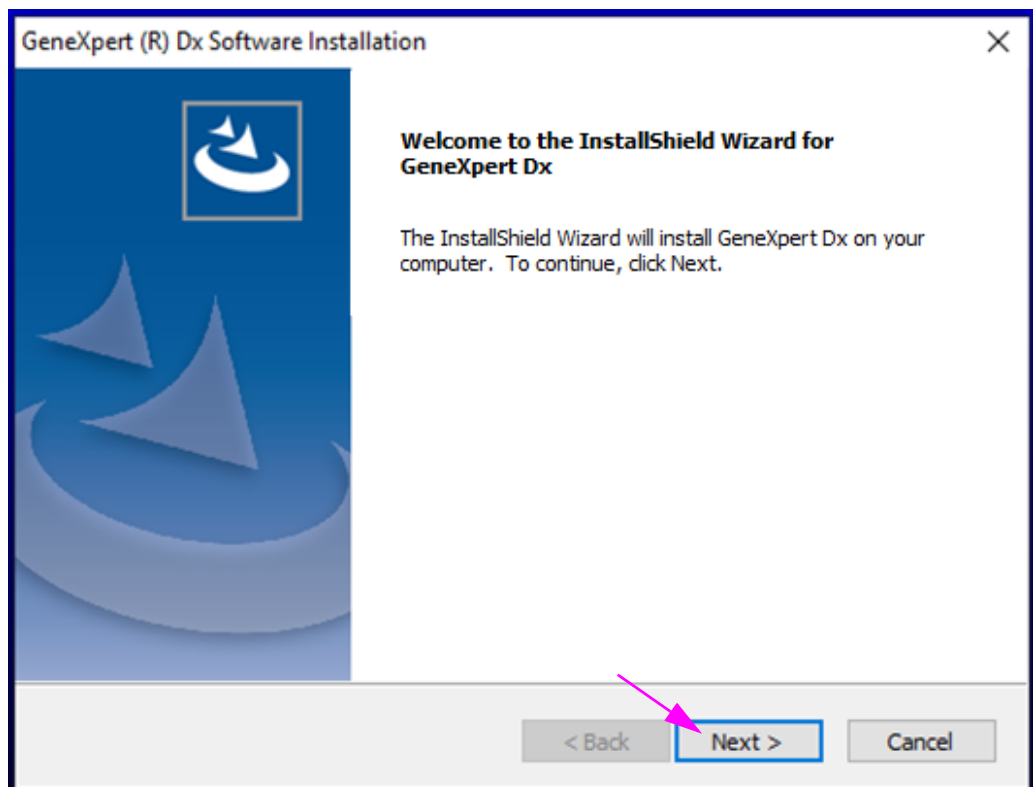 GeneXpert (R) Dx Software Installation
Welcome to the InstallShield Wizard for
GeneXpert Dx
The InstallShield Wizard will install GeneXpert Dx on your
computer. To continue, click Next.
< Back Next > Cancel